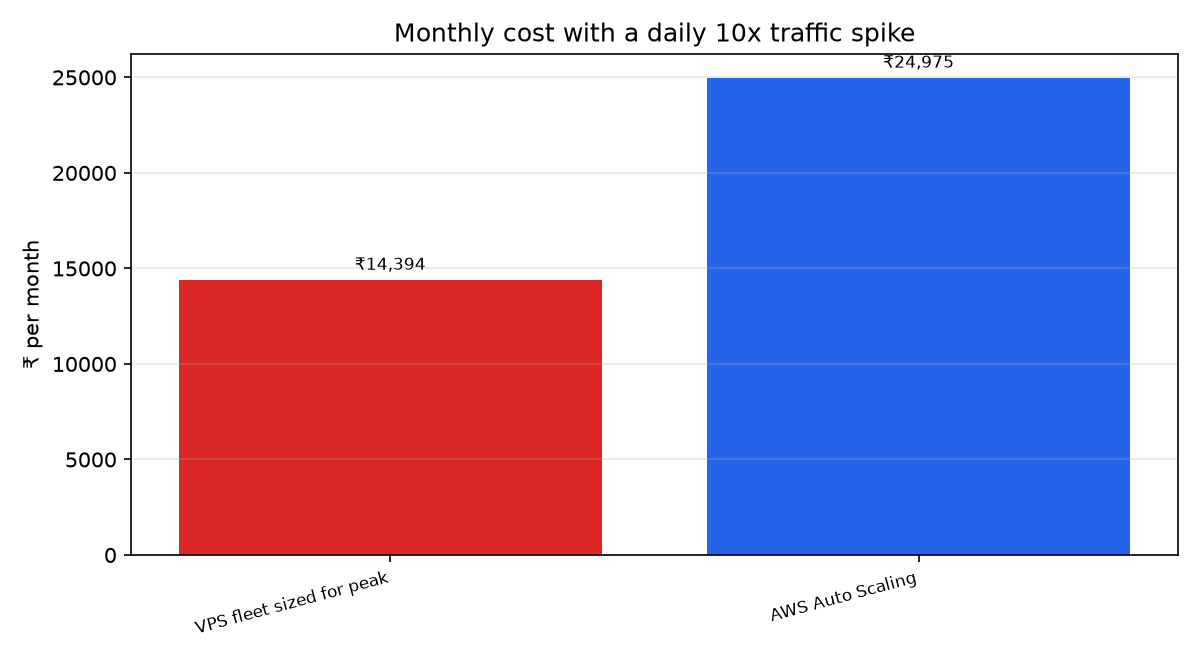 Monthly cost with a daily 10x traffic spike
₹ per month
25000
20000
15000
10000
5000
0
₹14,394
₹24,975
VPS fleet sized for peak
AWS Auto Scaling